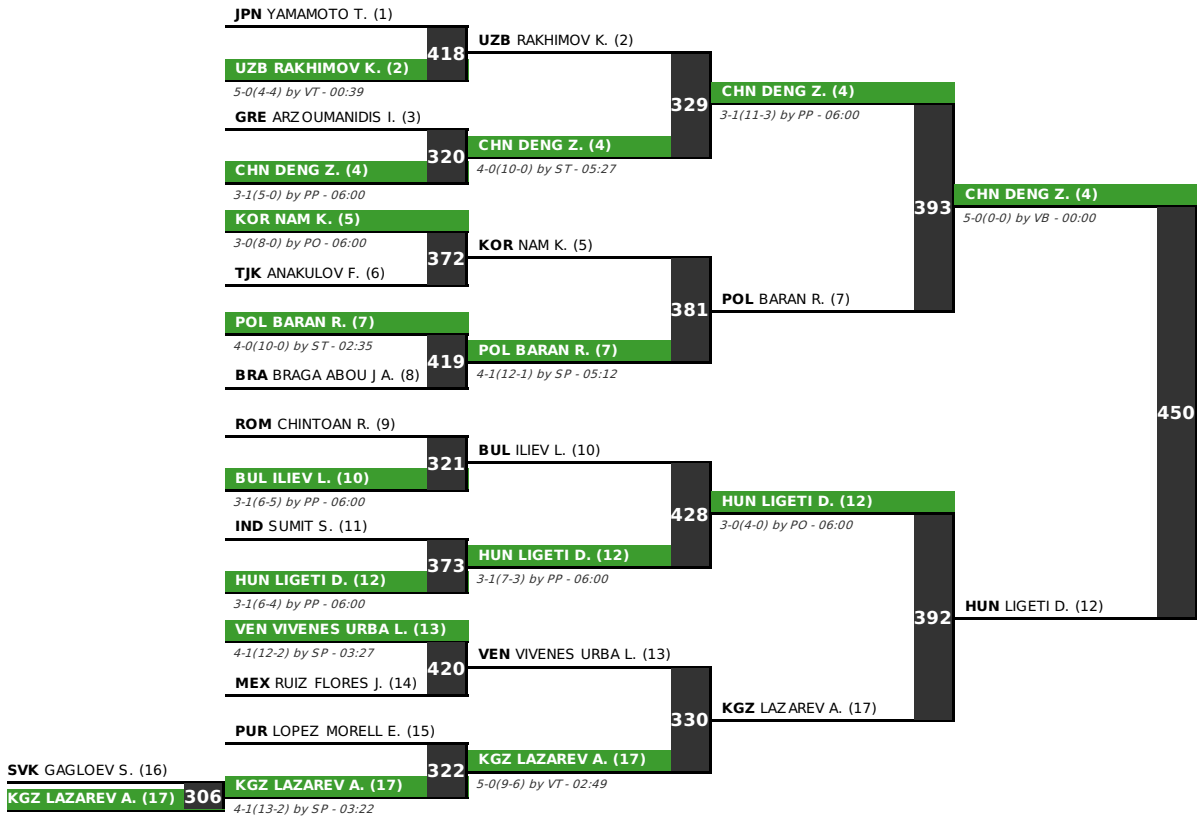 JPN YAMAMOTO T. (1)
418
UZB RAKHIMOV K. (2)
5-0(4-4) by VT - 00:39
GRE ARZOUMANIDIS I. (3)
320
CHN DENG Z. (4)
3-1(5-0) by PP - 06:00
KOR NAM K. (5)
3-0(8-0) by PO - 06:00
372
TJK ANAKULOV F. (6)
POL BARAN R. (7)
4-0(10-0) by ST - 02:35
419
BRA BRAGA ABOU J A. (8)
ROM CHINTOAN R. (9)
321
BUL ILIEV L. (10)
3-1(6-5) by PP - 06:00
IND SUMIT S. (11)
373
HUN LIGETI D. (12)
3-1(6-4) by PP - 06:00
VEN VIVENES URBA L. (13)
4-1(12-2) by SP - 03:27
420
MEX RUIZ FLORES J. (14)
PUR LOPEZ MORELL E. (15)
322
KGZ LAZAREV A. (17)
4-1(13-2) by SP - 03:22
SVK GAGLOEV S. (16)
306
KGZ LAZAREV A. (17)
UZB RAKHIMOV K. (2)
329
CHN DENG Z. (4)
4-0(10-0) by ST - 05:27
KOR NAM K. (5)
381
POL BARAN R. (7)
4-1(12-1) by SP - 05:12
BUL ILIEV L. (10)
428
HUN LIGETI D. (12)
3-1(7-3) by PP - 06:00
VEN VIVENES URBA L. (13)
330
KGZ LAZAREV A. (17)
5-0(9-6) by VT - 02:49
CHN DENG Z. (4)
3-1(11-3) by PP - 06:00
393
POL BARAN R. (7)
HUN LIGETI D. (12)
3-0(4-0) by PO - 06:00
392
KGZ LAZAREV A. (17)
CHN DENG Z. (4)
5-0(0-0) by VB - 00:00
450
HUN LIGETI D. (12)